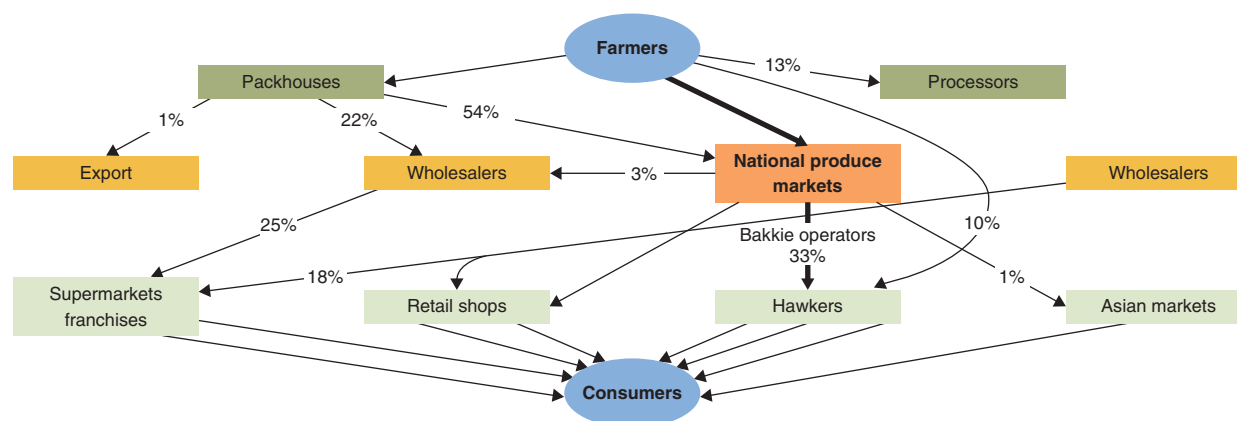 Farmers
13%
Packhouses
Processors
1%
22%
54%
Export
Wholesalers
3%
National produce
markets
Wholesalers
25%
Bakkie operators
33%
10%
18%
1%
Supermarkets
franchises
Retail shops
Hawkers
Asian markets
Consumers